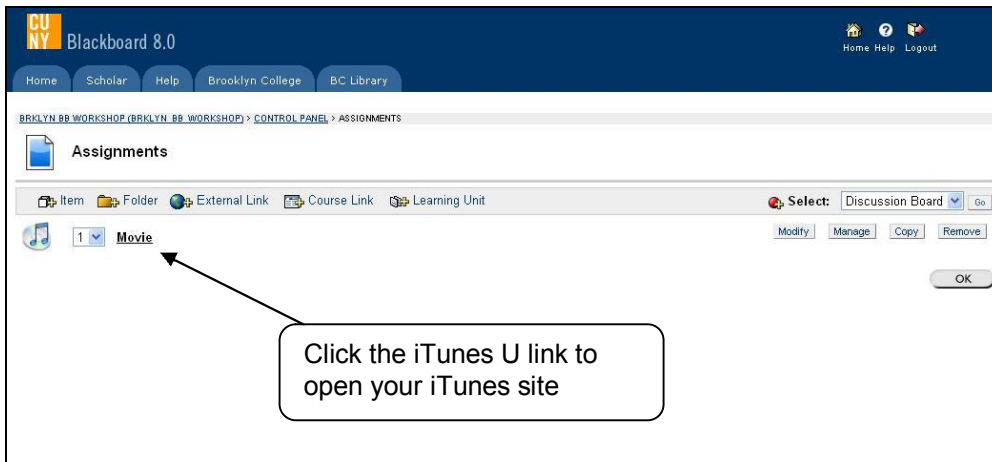 CU
NY Blackboard 8.0
Home Help Logout
Home Scholar Help Brooklyn College BC Library
BRKLYN BB WORKSHOP (BRKLYN_BB_WORKSHOP) > CONTROL PANEL > ASSIGNMENTS
Assignments
Item Folder External Link Course Link Learning Unit Select: Discussion Board Go
1 Movie Modify Manage Copy Remove
OK
Click the iTunes U link to
open your iTunes site